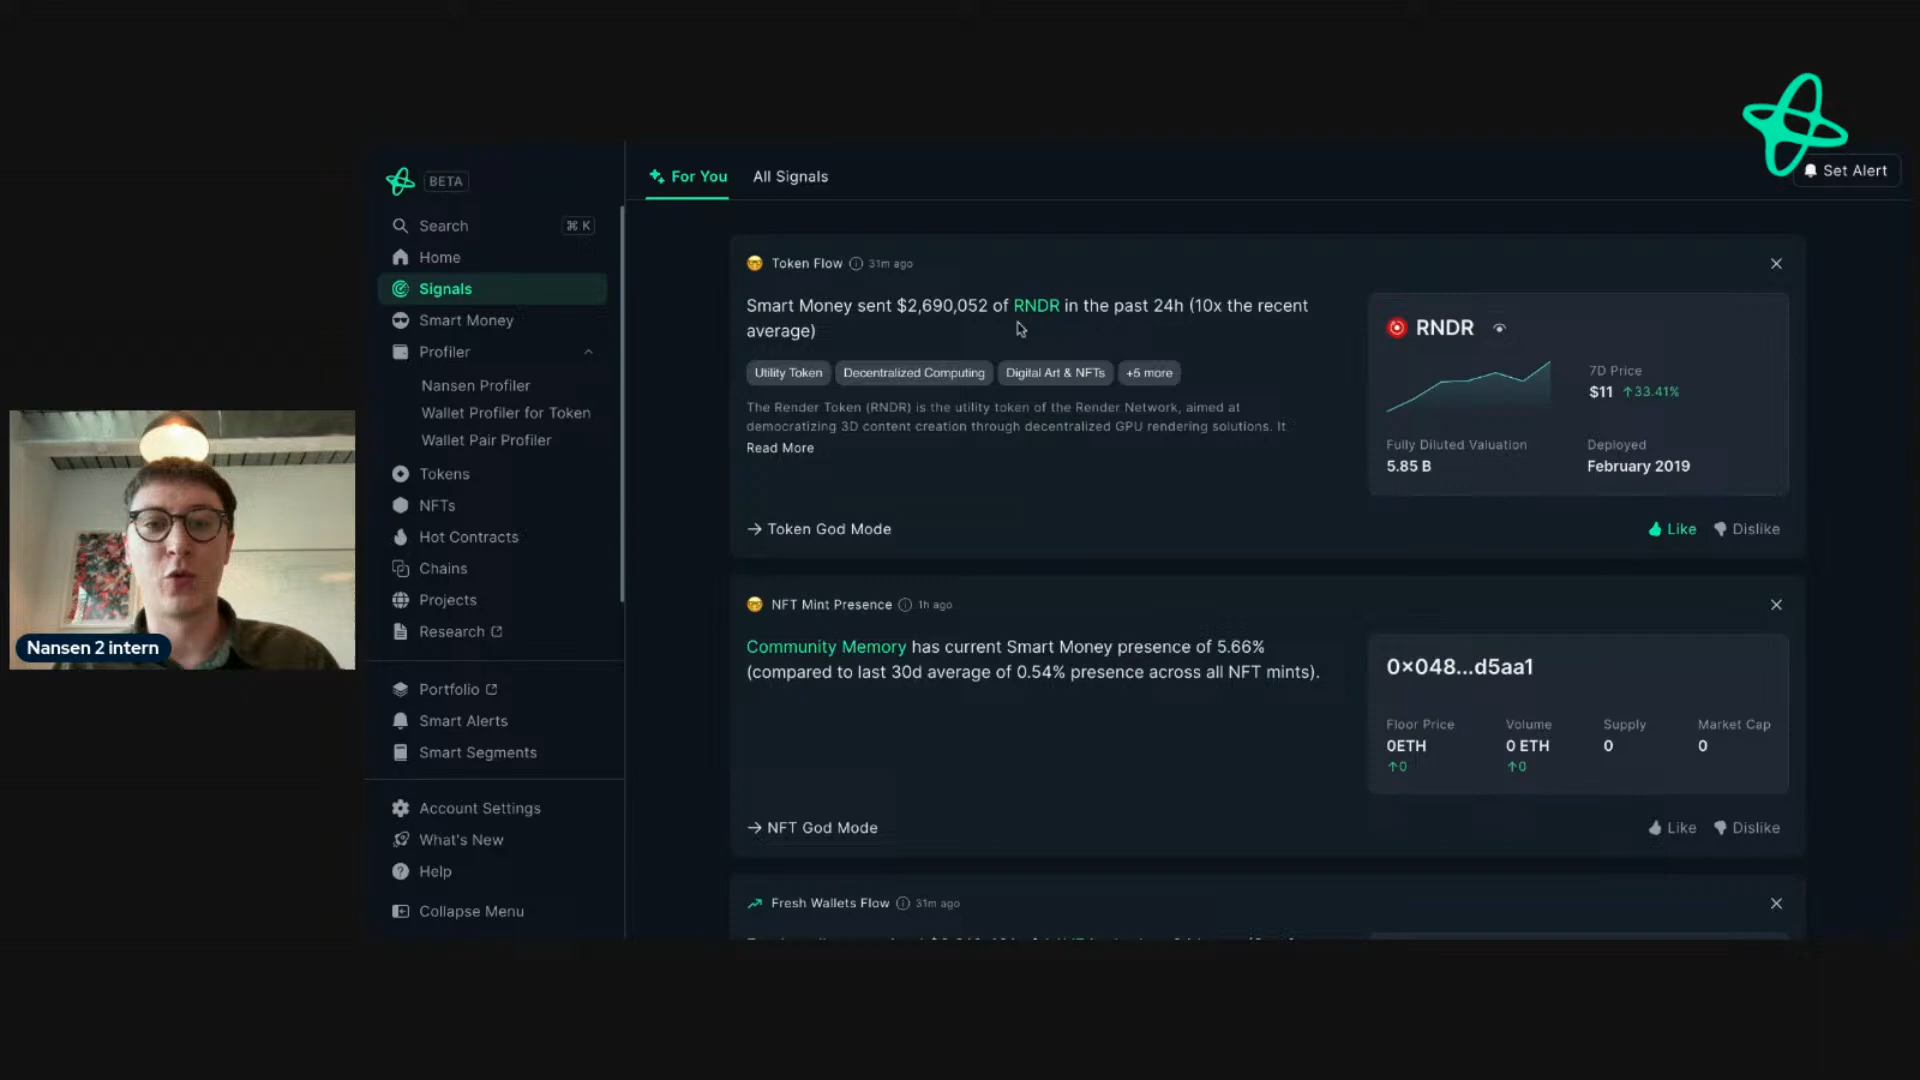 BETA
Search
⌘ K
Home
Signals
Smart Money
Profiler
Nansen Profiler
Wallet Profiler for Token
Wallet Pair Profiler
Tokens
NFTs
Hot Contracts
Chains
Projects
Research
Portfolio
Smart Alerts
Smart Segments
Account Settings
What's New
Help
Collapse Menu
Nansen 2 intern
For You
All Signals
Set Alert
Token Flow
31m ago
Smart Money sent $2,690,052 of RNDR in the past 24h (10x the recent
average)
Utility Token
Decentralized Computing
Digital Art & NFTs
+5 more
The Render Token (RNDR) is the utility token of the Render Network, aimed at
democratizing 3D content creation through decentralized GPU rendering solutions. It
Read More
→ Token God Mode
RNDR
7D Price
$11 ↑33.41%
Fully Diluted Valuation
5.85 B
Deployed
February 2019
Like
Dislike
NFT Mint Presence
1h ago
Community Memory has current Smart Money presence of 5.66%
(compared to last 30d average of 0.54% presence across all NFT mints).
→ NFT God Mode
0×048...d5aa1
Floor Price
0ETH
↑0
Volume
0 ETH
↑0
Supply
0
Market Cap
0
Like
Dislike
Fresh Wallets Flow
31m ago